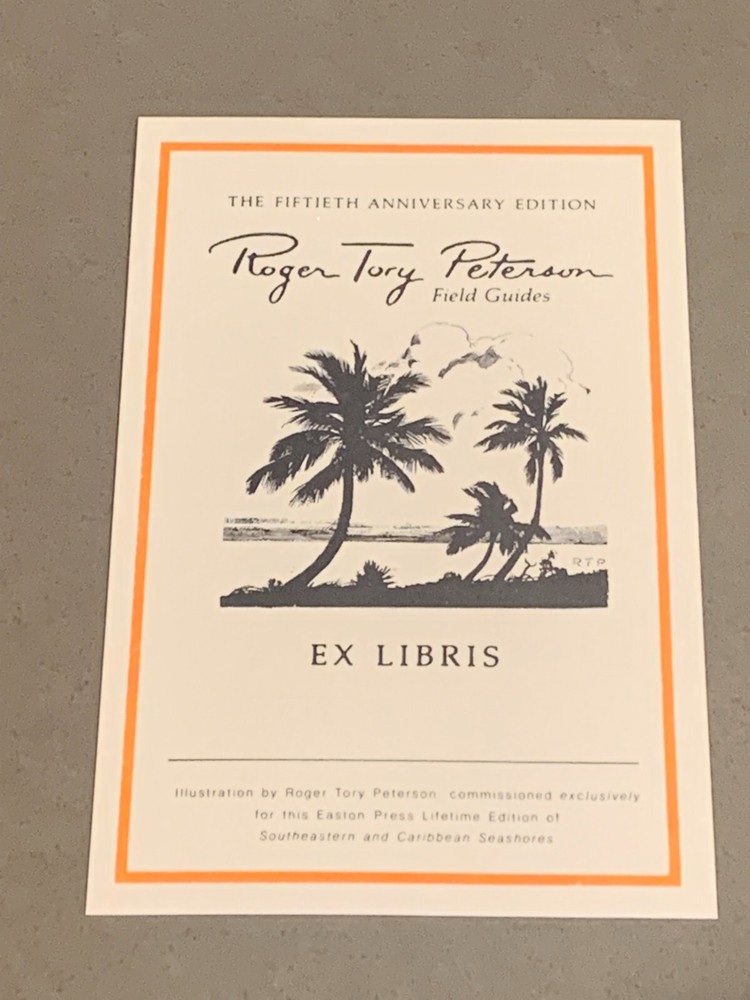 THE FIFTIETH ANNIVERSARY EDITION
Roger Tory Peterson
Field Guides
RTP
EX LIBRIS
Illustration by Roger Tory Peterson, commissioned exclusively
for this Easton Press Lifetime Edition of
Southeastern and Caribbean Seashores